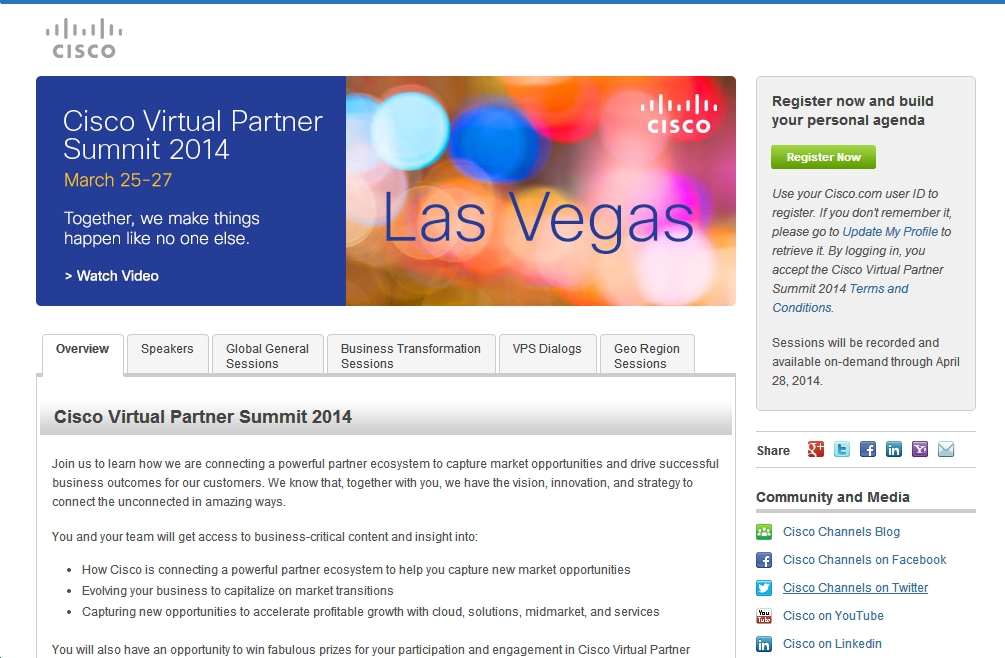 CISCO
Cisco Virtual Partner
Summit 2014
March 25-27
Together, we make things
happen like no one else.
> Watch Video
CISCO
Las Vegas
Register now and build
your personal agenda
Register Now
Use your Cisco.com user ID to
register. If you don't remember it,
please go to Update My Profile to
retrieve it. By logging in, you
accept the Cisco Virtual Partner
Summit 2014 Terms and
Conditions.
Sessions will be recorded and
available on-demand through April
28, 2014.
Overview
Speakers
Global General
Sessions
Business Transformation
Sessions
VPS Dialogs
Geo Region
Sessions
Cisco Virtual Partner Summit 2014
Join us to learn how we are connecting a powerful partner ecosystem to capture market opportunities and drive successful
business outcomes for our customers. We know that, together with you, we have the vision, innovation, and strategy to
connect the unconnected in amazing ways.
You and your team will get access to business-critical content and insight into:
• How Cisco is connecting a powerful partner ecosystem to help you capture new market opportunities
• Evolving your business to capitalize on market transitions
• Capturing new opportunities to accelerate profitable growth with cloud, solutions, midmarket, and services
You will also have an opportunity to win fabulous prizes for your participation and engagement in Cisco Virtual Partner
Share
Community and Media
Cisco Channels Blog
Cisco Channels on Facebook
Cisco Channels on Twitter
You Tube
Cisco on YouTube
Cisco on Linkedin